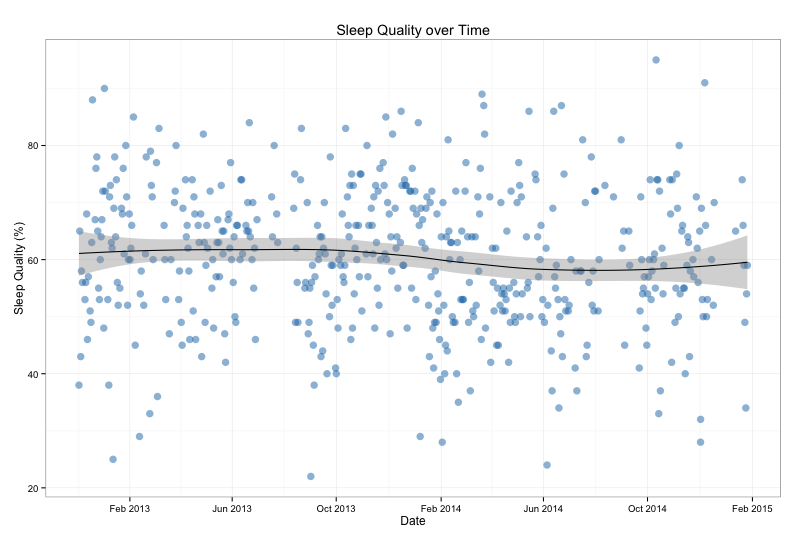 Sleep Quality over Time
Sleep Quality (%)
80
60
40
20
Feb 2013 Jun 2013 Oct 2013 Feb 2014 Jun 2014 Oct 2014 Feb 2015
Date